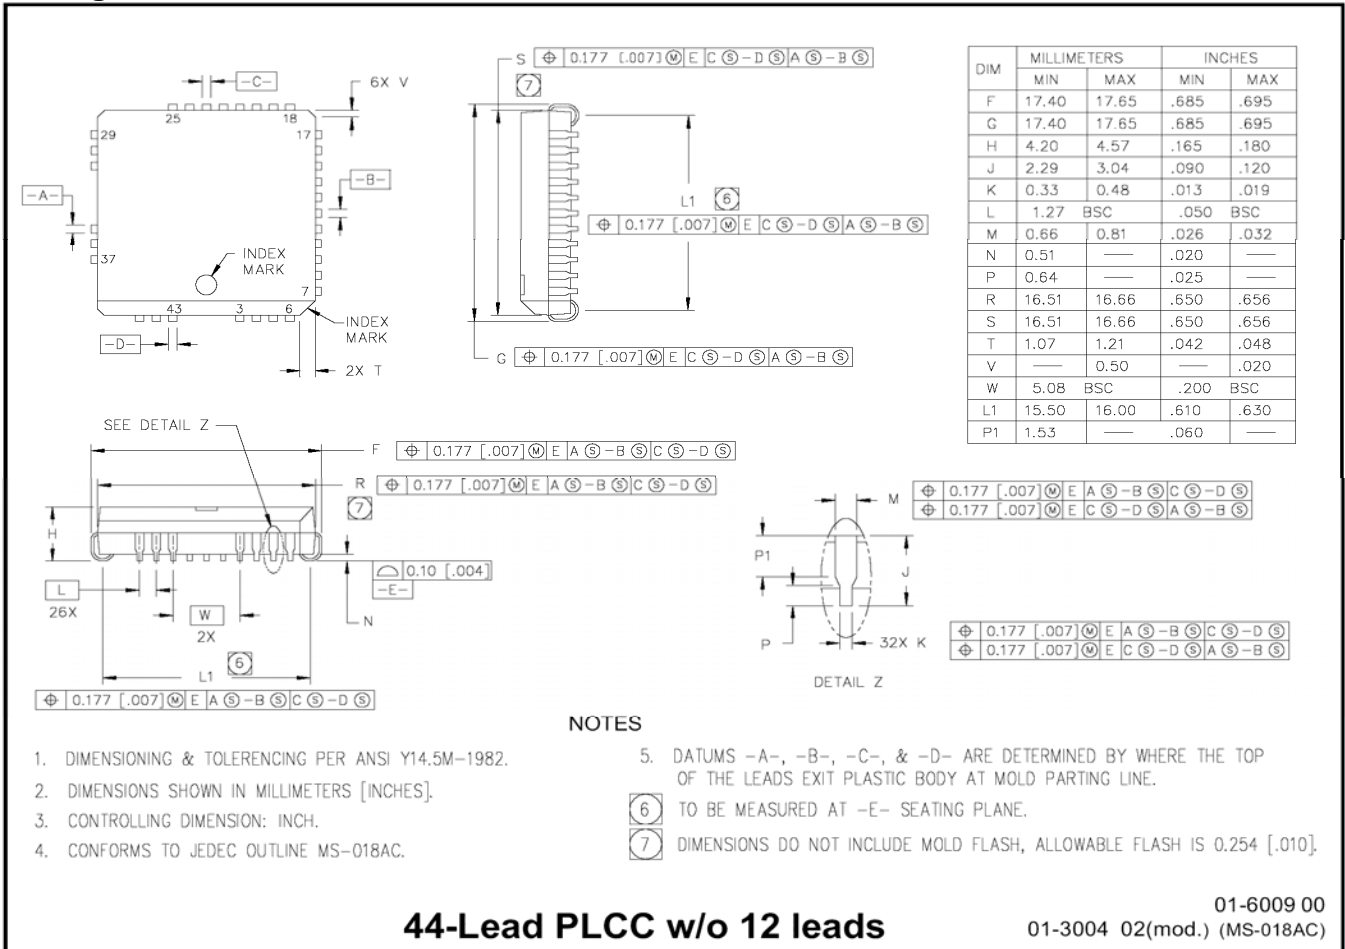 S ⌖ 0.177 [.007] Ⓜ E C Ⓢ-D Ⓢ A Ⓢ-B Ⓢ
7
-C-
6X V
25
18
29
17
-A-
-B-
37
INDEX
MARK
7
43
3
6
INDEX
MARK
-D-
2X T
L1 6
⌖ 0.177 [.007] Ⓜ E C Ⓢ-D Ⓢ A Ⓢ-B Ⓢ
G ⌖ 0.177 [.007] Ⓜ E C Ⓢ-D Ⓢ A Ⓢ-B Ⓢ
DIM MILLIMETERS INCHES
MIN MAX MIN MAX
F 17.40 17.65 .685 .695
G 17.40 17.65 .685 .695
H 4.20 4.57 .165 .180
J 2.29 3.04 .090 .120
K 0.33 0.48 .013 .019
L 1.27 BSC .050 BSC
M 0.66 0.81 .026 .032
N 0.51 — .020 —
P 0.64 — .025 —
R 16.51 16.66 .650 .656
S 16.51 16.66 .650 .656
T 1.07 1.21 .042 .048
V — 0.50 — .020
W 5.08 BSC .200 BSC
L1 15.50 16.00 .610 .630
P1 1.53 — .060 —
SEE DETAIL Z
F ⌖ 0.177 [.007] Ⓜ E A Ⓢ-B Ⓢ C Ⓢ-D Ⓢ
R ⌖ 0.177 [.007] Ⓜ E A Ⓢ-B Ⓢ C Ⓢ-D Ⓢ
7
H
⌓ 0.10 [.004]
-E-
L
26X
W
2X
N
L1 6
⌖ 0.177 [.007] Ⓜ E A Ⓢ-B Ⓢ C Ⓢ-D Ⓢ
M
⌖ 0.177 [.007] Ⓜ E A Ⓢ-B Ⓢ C Ⓢ-D Ⓢ
⌖ 0.177 [.007] Ⓜ E C Ⓢ-D Ⓢ A Ⓢ-B Ⓢ
P1
J
P
32X K
⌖ 0.177 [.007] Ⓜ E A Ⓢ-B Ⓢ C Ⓢ-D Ⓢ
⌖ 0.177 [.007] Ⓜ E C Ⓢ-D Ⓢ A Ⓢ-B Ⓢ
DETAIL Z
NOTES
1. DIMENSIONING & TOLERENCING PER ANSI Y14.5M-1982.
2. DIMENSIONS SHOWN IN MILLIMETERS [INCHES].
3. CONTROLLING DIMENSION: INCH.
4. CONFORMS TO JEDEC OUTLINE MS-018AC.
5. DATUMS -A-, -B-, -C-, & -D- ARE DETERMINED BY WHERE THE TOP
OF THE LEADS EXIT PLASTIC BODY AT MOLD PARTING LINE.
6 TO BE MEASURED AT -E- SEATING PLANE.
7 DIMENSIONS DO NOT INCLUDE MOLD FLASH, ALLOWABLE FLASH IS 0.254 [.010].
44-Lead PLCC w/o 12 leads
01-6009 00
01-3004 02(mod.) (MS-018AC)